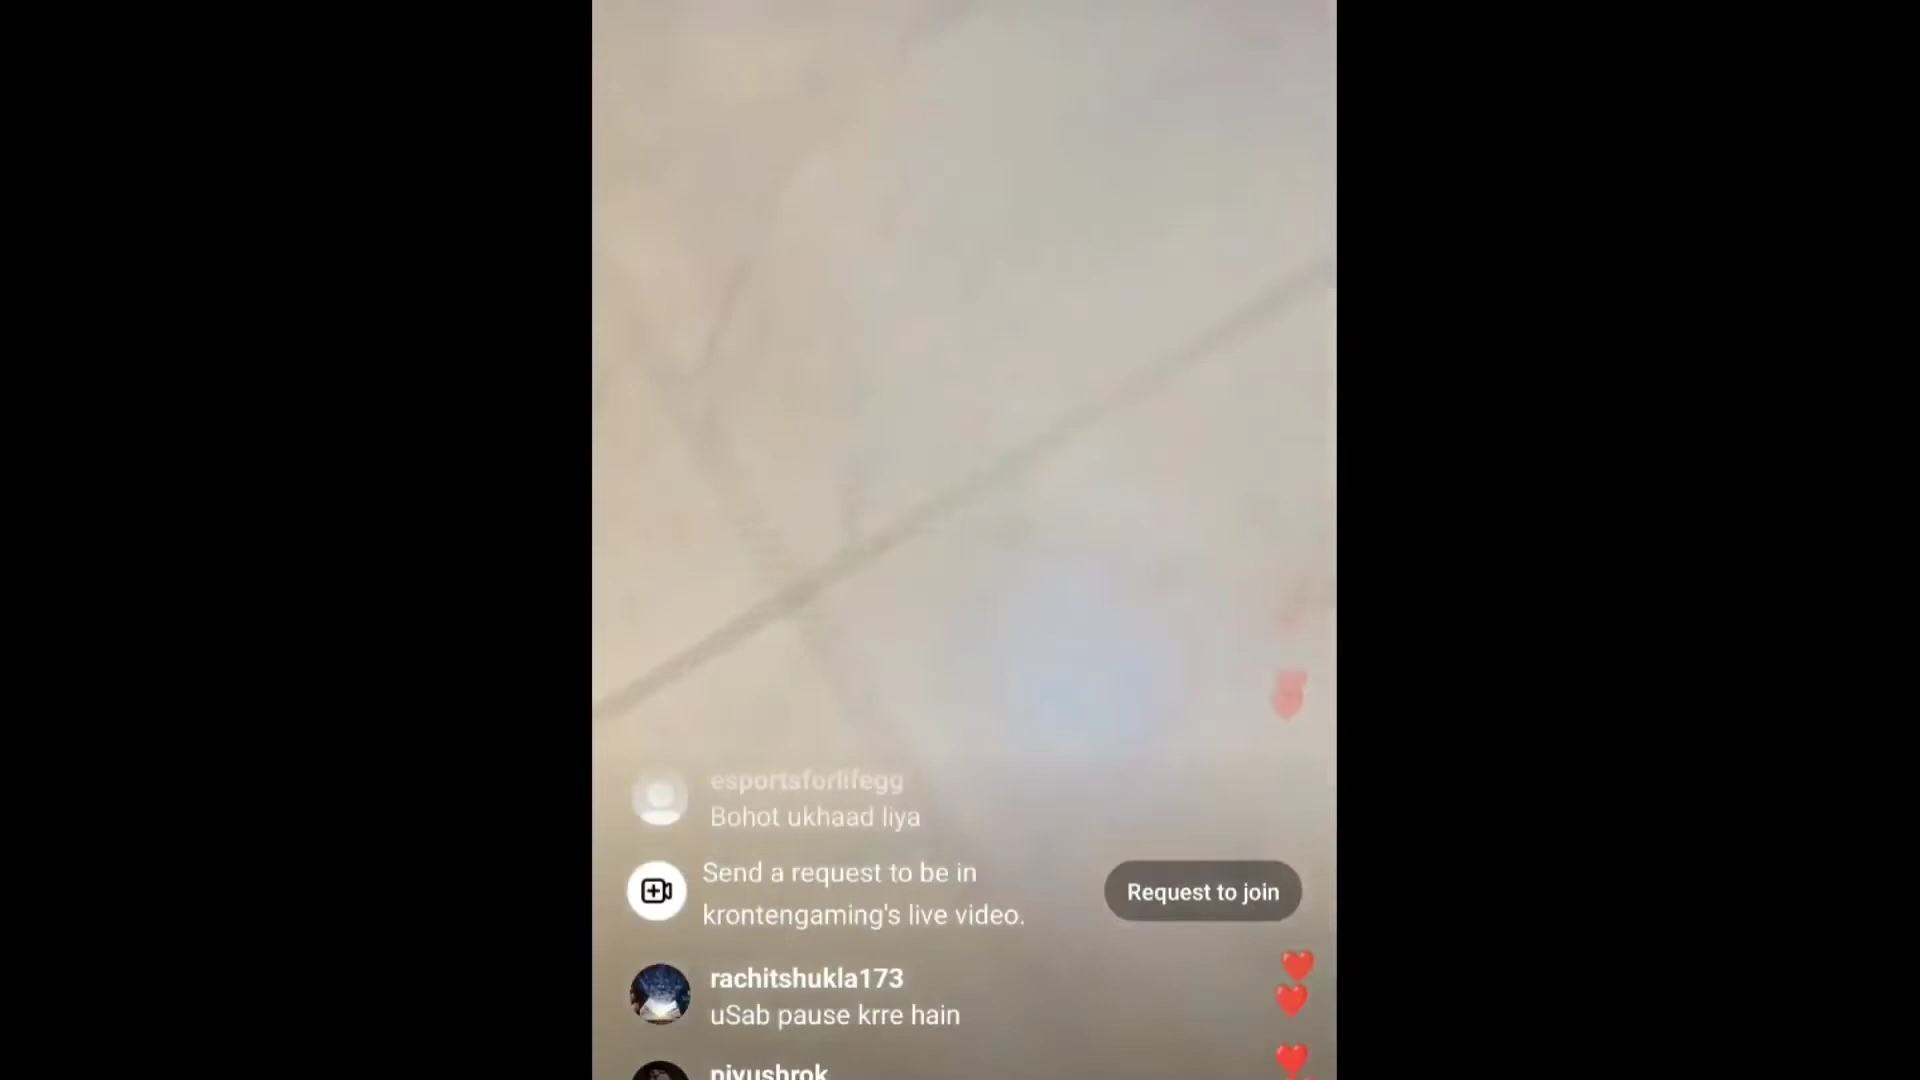 esportsforlifegg
Bohot ukhaad liya
Send a request to be in
krontengaming's live video.
Request to join
rachitshukla173
uSab pause krre hain
piyushrok